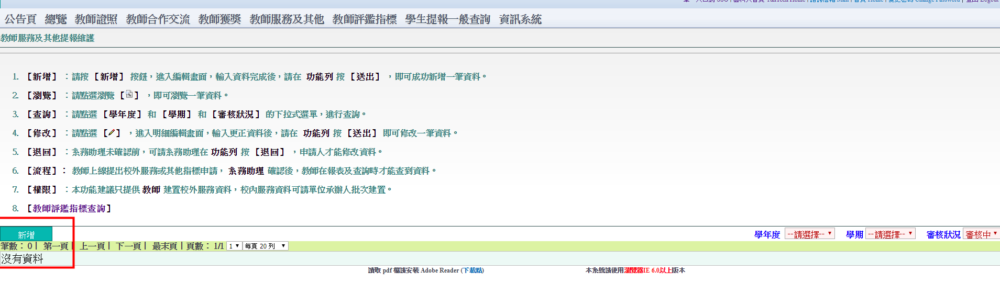 公告頁 總覽 教師證照 教師合作交流 教師獲獎 教師服務及其他 教師評鑑指標 學生提報一般查詢 資訊系統
教師服務及其他提報維護
1. 【新增】 ：請按 【新增】 按鈕，進入編輯畫面，輸入資料完成後，請在 功能列 按 【送出】 ，即可成功新增一筆資料。
2. 【瀏覽】 ：請點選瀏覽 【】 ，即可瀏覽一筆資料。
3. 【查詢】 ：請點選 【學年度】 和 【學期】 和 【審核狀況】 的下拉式選單，進行查詢。
4. 【修改】 ：請點選 【】 ，進入明細編輯畫面，輸入更正資料後，請在 功能列 按 【送出】 即可修改一筆資料。
5. 【退回】 ：系務助理未確認前，可請系務助理在 功能列 按 【退回】 ，申請人才能修改資料。
6. 【流程】： 教師上線提出校外服務或其他指標申請， 系務助理 確認後，教師在報表及查詢時才能查到資料。
7. 【權限】 ：本功能建議只提供 教師 建置校外服務資料，校內服務資料可請單位承辦人批次建置。
8. 【教師評鑑指標查詢】
新增 學年度 --請選擇-- 學期 --請選擇-- 審核狀況 審核中
筆數： 0 | 第一頁 | 上一頁 | 下一頁 | 最末頁 | 頁數： 1/1 1 每頁 20 列
沒有資料
讀取 pdf 檔請安裝 Adobe Reader (下載點) 本系統請使用瀏覽器IE 6.0以上版本